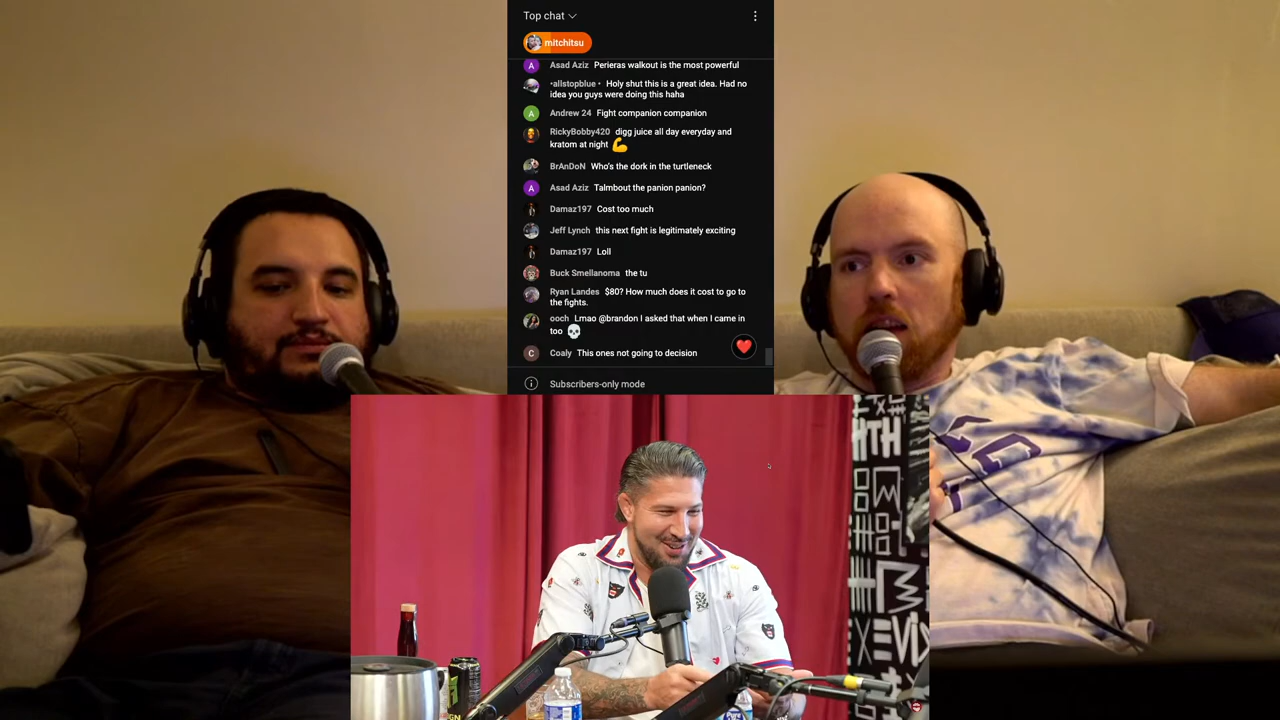 Top chat
mitchitsu
Asad Aziz Perieras walkout is the most powerful
•allstopblue• Holy shut this is a great idea. Had no
idea you guys were doing this haha
Andrew 24 Fight companion companion
RickyBobby420 digg juice all day everyday and
kratom at night 💪
BrAnDoN Who's the dork in the turtleneck
Asad Aziz Talmbout the panion panion?
Damaz197 Cost too much
Jeff Lynch this next fight is legitimately exciting
Damaz197 Loll
Buck Smellanoma the tu
Ryan Landes $80? How much does it cost to go to
the fights.
ooch Lmao @brandon I asked that when I came in
too 💀
C Coaly This ones not going to decision
Subscribers-only mode